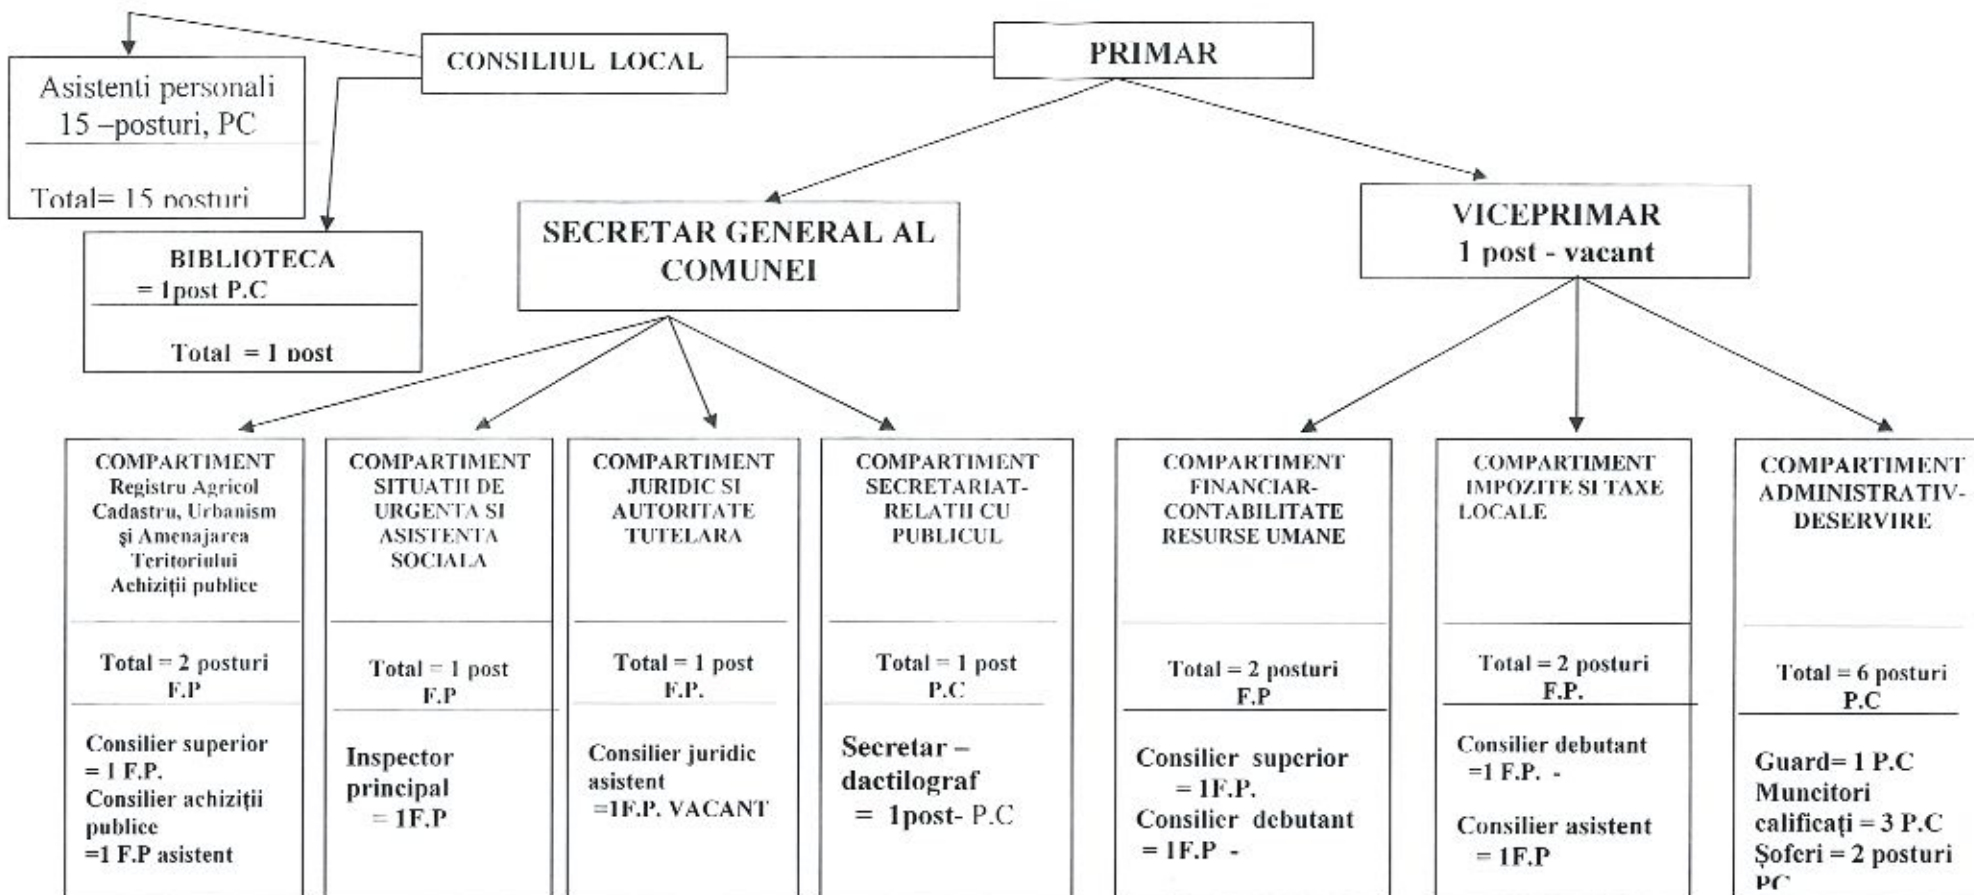 CONSILIUL LOCAL
PRIMAR
Asistenti personali
15 –posturi, PC
Total= 15 posturi
BIBLIOTECA
= 1post P.C
Total = 1 post
SECRETAR GENERAL AL
COMUNEI
VICEPRIMAR
1 post - vacant
COMPARTIMENT
Registru Agricol
Cadastru, Urbanism
și Amenajarea
Teritoriului
Achiziții publice
Total = 2 posturi
F.P
Consilier superior
= 1 F.P.
Consilier achiziții
publice
=1 F.P asistent
COMPARTIMENT
SITUATII DE
URGENTA SI
ASISTENTA
SOCIALA
Total = 1 post
F.P
Inspector
principal
= 1F.P
COMPARTIMENT
JURIDIC SI
AUTORITATE
TUTELARA
Total = 1 post
F.P.
Consilier juridic
asistent
=1F.P. VACANT
COMPARTIMENT
SECRETARIAT-
RELATII CU
PUBLICUL
Total = 1 post
P.C
Secretar –
dactilograf
= 1post- P.C
COMPARTIMENT
FINANCIAR-
CONTABILITATE
RESURSE UMANE
Total = 2 posturi
F.P
Consilier superior
= 1F.P.
Consilier debutant
= 1F.P -
COMPARTIMENT
IMPOZITE SI TAXE
LOCALE
Total = 2 posturi
F.P.
Consilier debutant
=1 F.P. -
Consilier asistent
= 1F.P
COMPARTIMENT
ADMINISTRATIV-
DESERVIRE
Total = 6 posturi
P.C
Guard= 1 P.C
Muncitori
calificați = 3 P.C
Șoferi = 2 posturi
PC